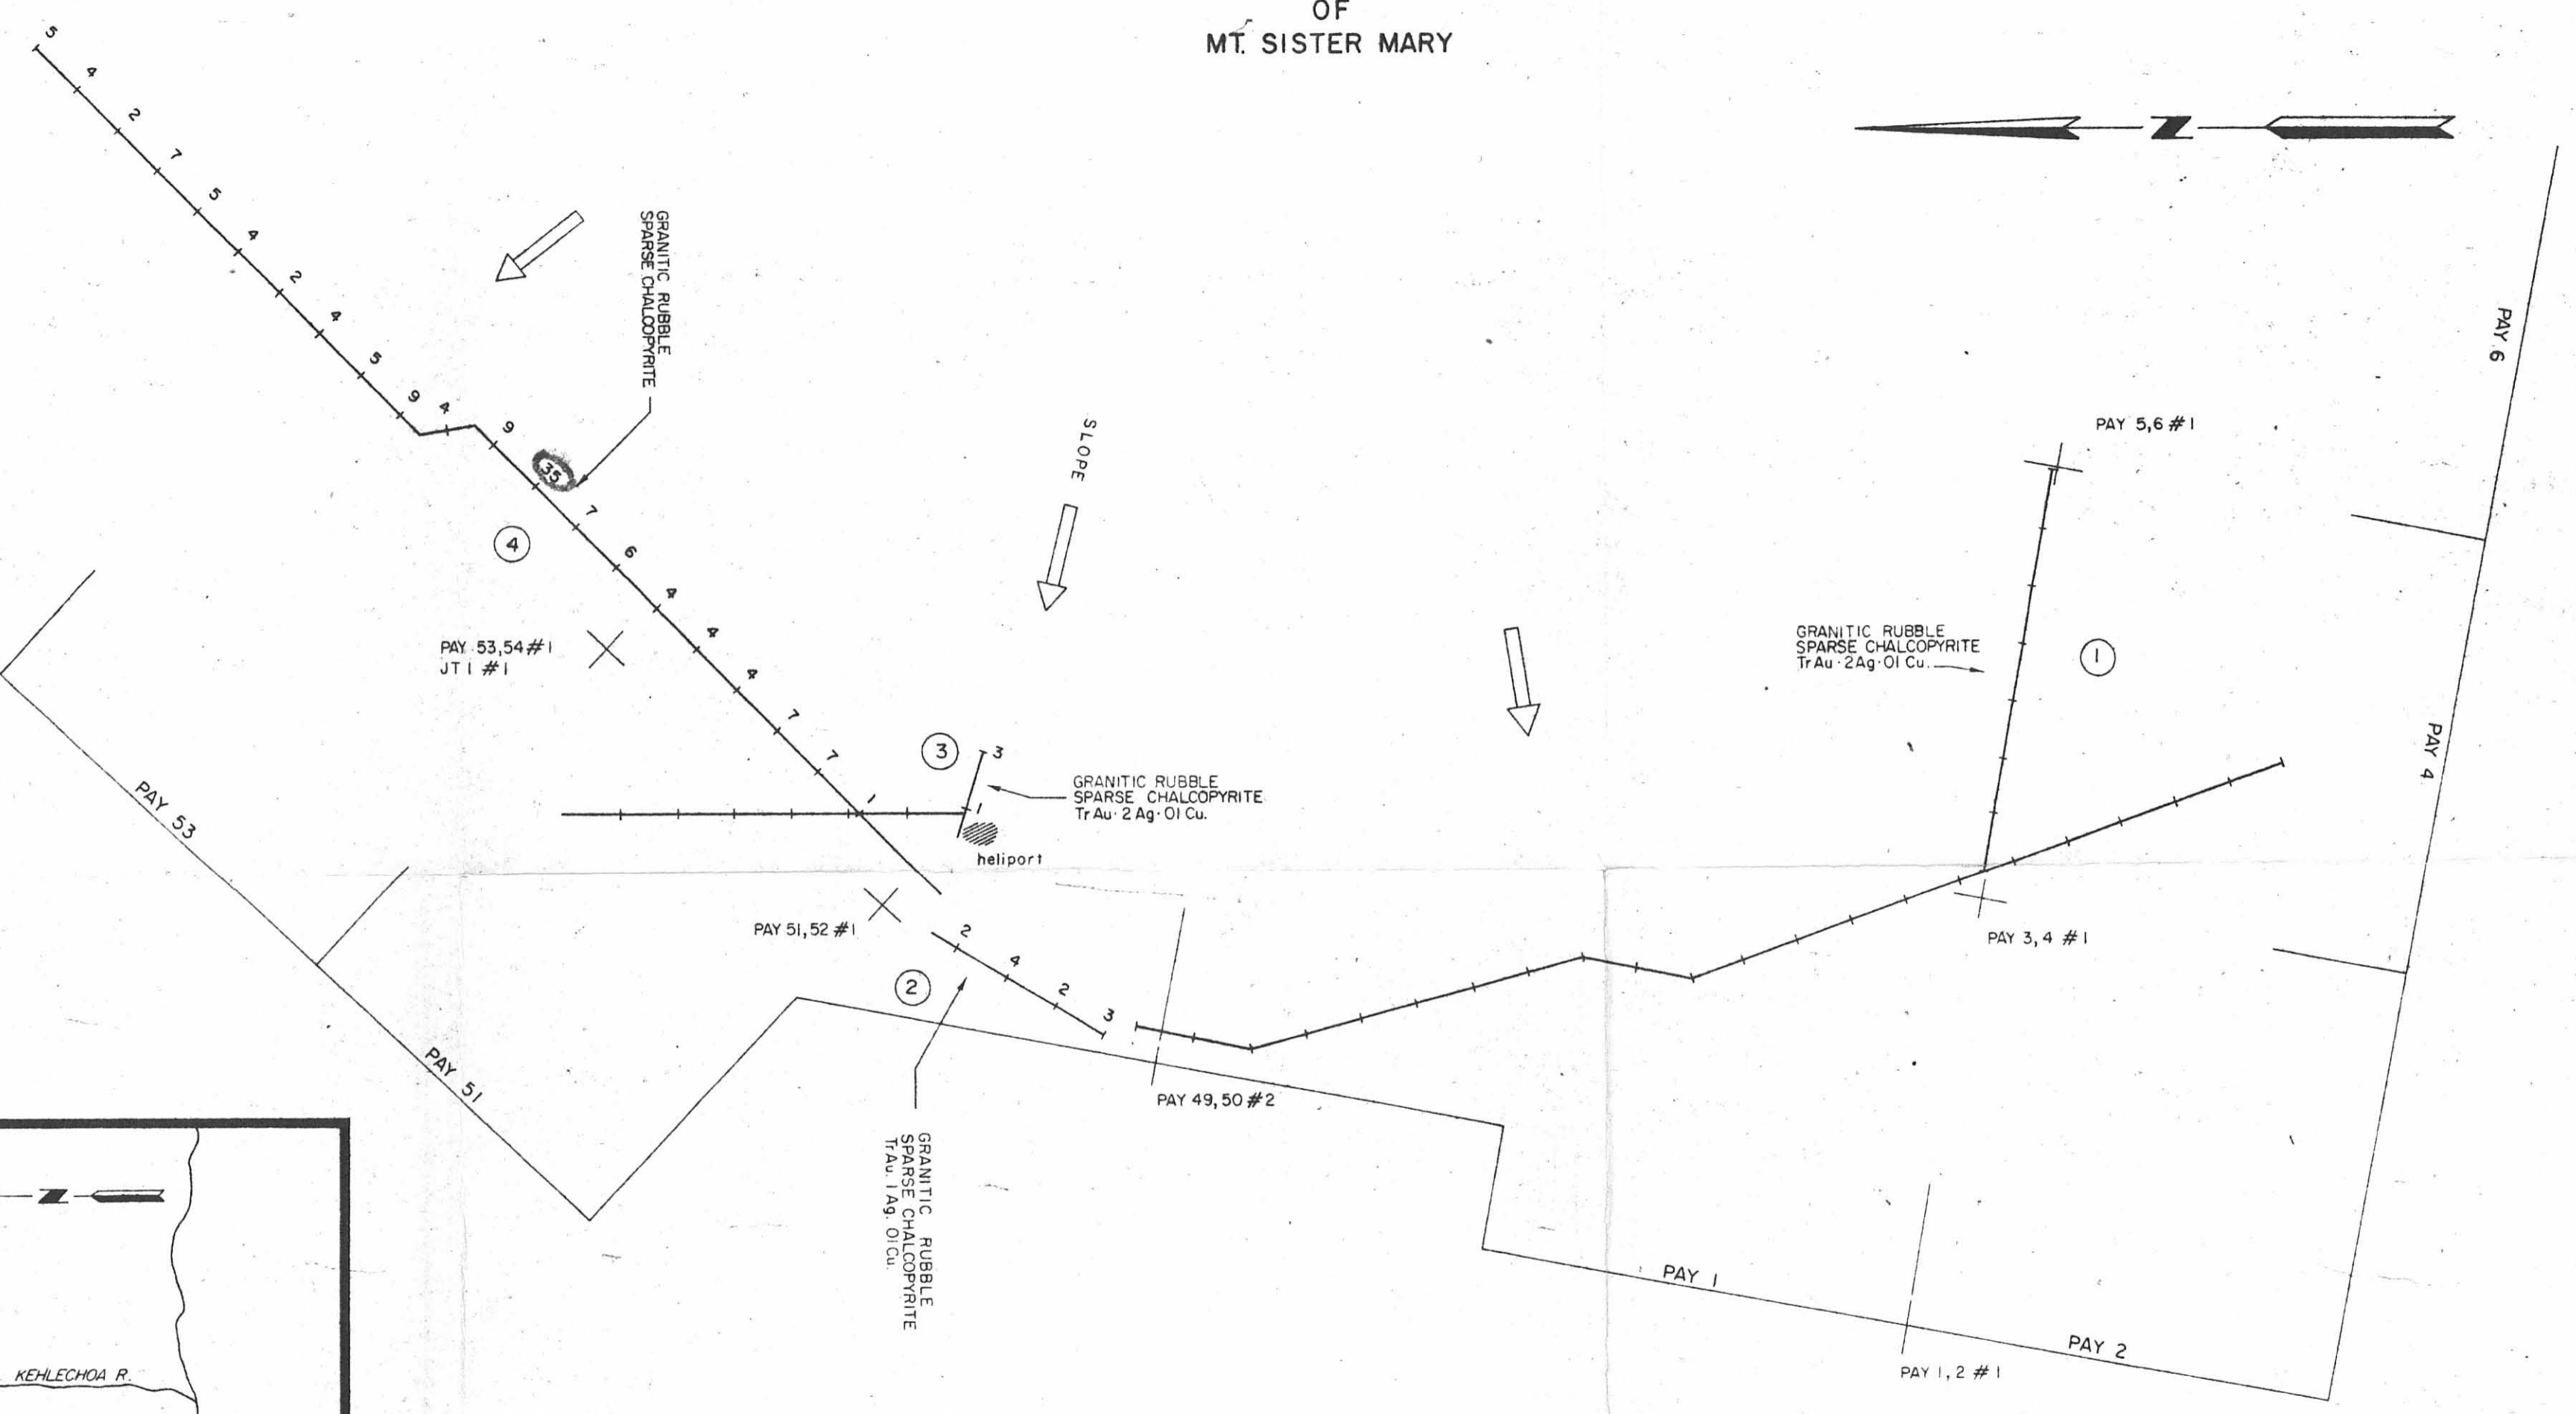 OF
MT. SISTER MARY
N
5
4
2
7
5
4
2
4
5
9
4
9
35
7
6
4
4
4
7
7
1
GRANITIC RUBBLE
SPARSE CHALCOPYRITE
4
SLOPE
PAY 6
PAY 5,6 #1
GRANITIC RUBBLE
SPARSE CHALCOPYRITE
Tr Au · 2 Ag · 01 Cu.
1
PAY 53,54 #1
JT 1 #1
PAY 4
3
3
1
GRANITIC RUBBLE
SPARSE CHALCOPYRITE
Tr Au · 2 Ag · 01 Cu.
heliport
PAY 53
PAY 51,52 #1
PAY 3,4 #1
2
4
2
3
2
PAY 51
PAY 49,50 #2
GRANITIC RUBBLE
SPARSE CHALCOPYRITE
Tr Au. 1 Ag. 01 Cu.
N
PAY 1
PAY 2
PAY 1,2 #1
KEHLECHOA R.